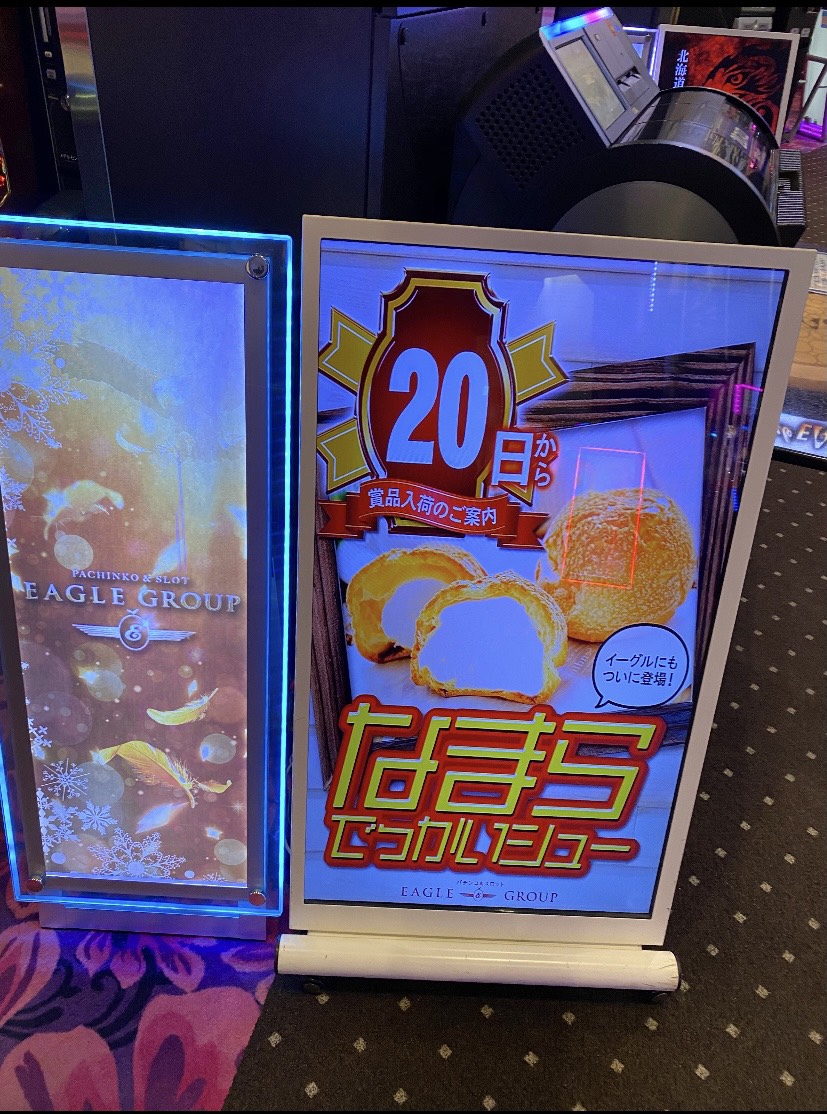 北海道
PACHINKO & SLOT
EAGLE GROUP
20日から
賞品入荷のご案内
イーグルにも
ついに登場!
なまら
でっかいシュー
パチンコ&スロット
EAGLE GROUP